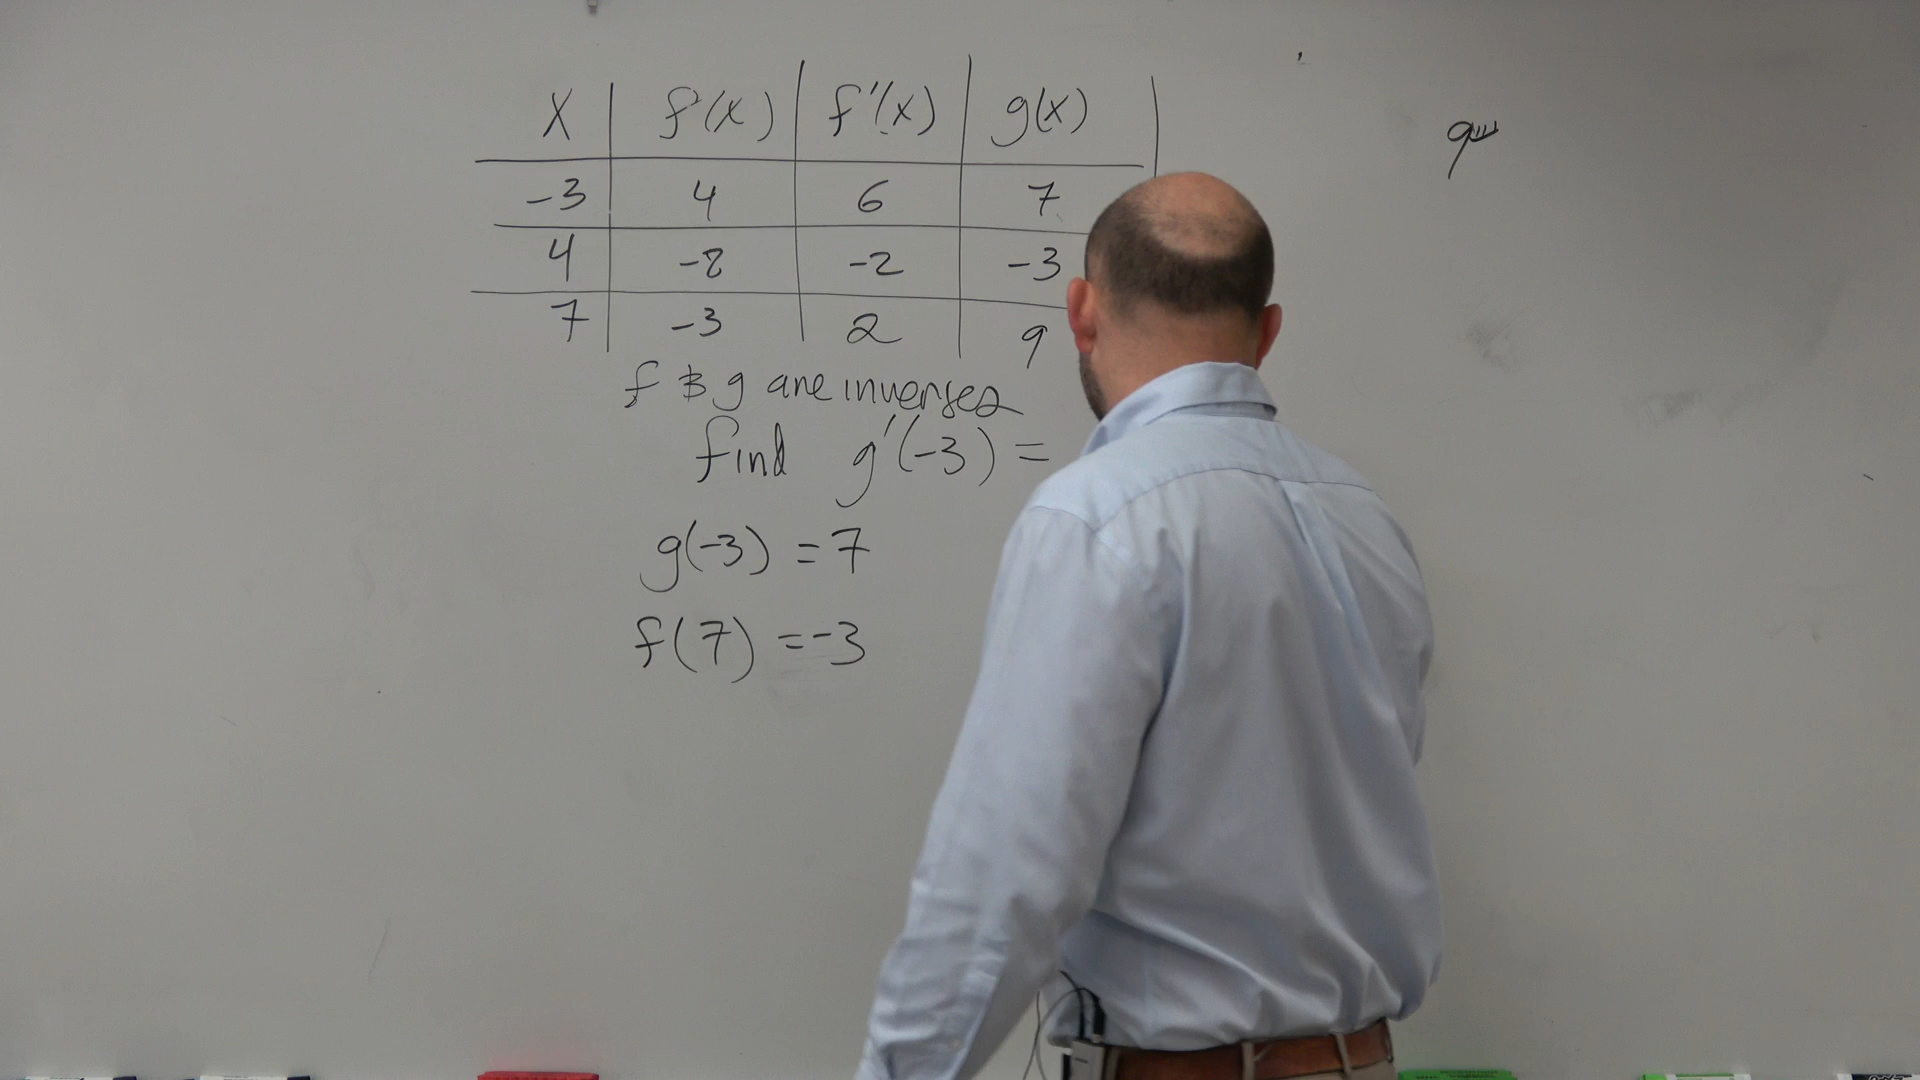 x f(x) f'(x) g(x)
-3 4 6 7
4 -8 -2 -3
7 -3 2 9
f & g are inverses
find g'(-3) =
g(-3) = 7
f(7) = -3